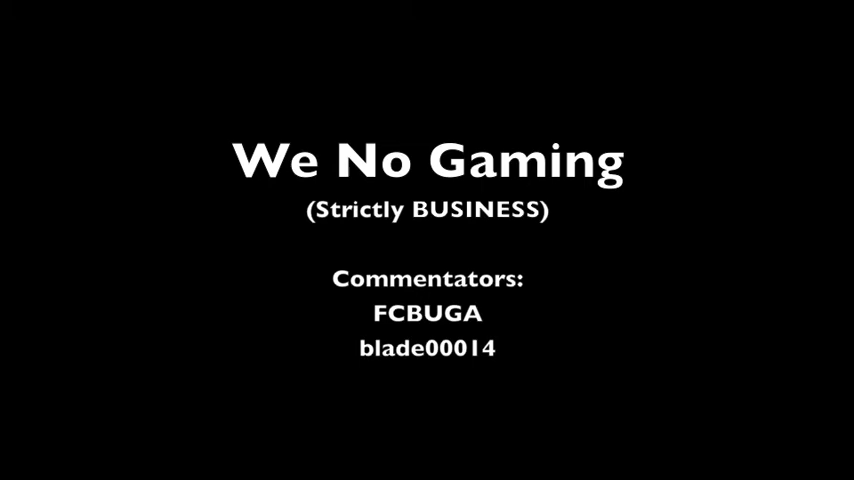 We No Gaming
(Strictly BUSINESS)
Commentators:
FCBUGA
blade00014